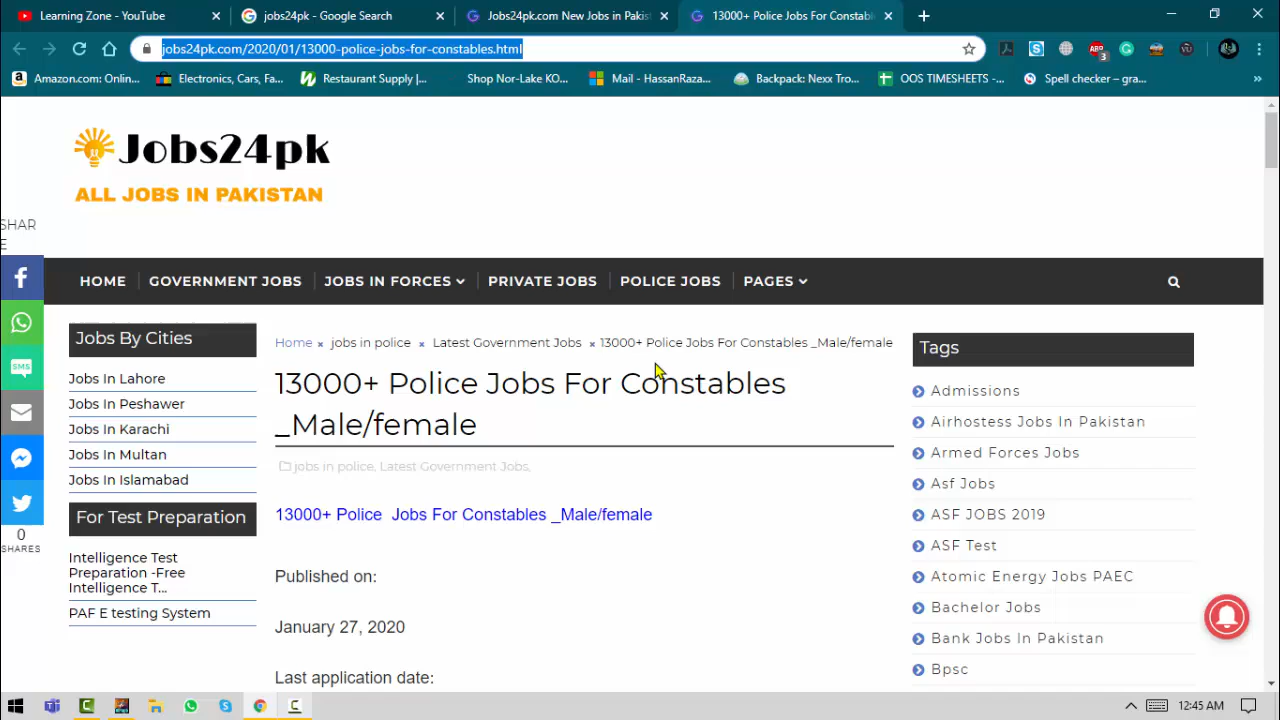 Learning Zone - YouTube
jobs24pk - Google Search
Jobs24pk.com New Jobs in Pakist
13000+ Police Jobs For Constabl
jobs24pk.com/2020/01/13000-police-jobs-for-constables.html
ABP
3
Amazon.com: Onlin...
Electronics, Cars, Fa...
Restaurant Supply |...
Shop Nor-Lake KO...
Mail - HassanRaza...
Backpack: Nexx Tro...
OOS TIMESHEETS -...
Spell checker – gra...
»
Jobs24pk
ALL JOBS IN PAKISTAN
SHAR
E
HOME
GOVERNMENT JOBS
JOBS IN FORCES
PRIVATE JOBS
POLICE JOBS
PAGES
SMS
0
SHARES
Jobs By Cities
Jobs In Lahore
Jobs In Peshawer
Jobs In Karachi
Jobs In Multan
Jobs In Islamabad
For Test Preparation
Intelligence Test
Preparation -Free
Intelligence T...
PAF E testing System
Home × jobs in police × Latest Government Jobs × 13000+ Police Jobs For Constables _Male/female
13000+ Police Jobs For Constables
_Male/female
jobs in police, Latest Government Jobs,
13000+ Police Jobs For Constables _Male/female
Published on:
January 27, 2020
Last application date:
Tags
Admissions
Airhostess Jobs In Pakistan
Armed Forces Jobs
Asf Jobs
ASF JOBS 2019
ASF Test
Atomic Energy Jobs PAEC
Bachelor Jobs
Bank Jobs In Pakistan
Bpsc
12:45 AM